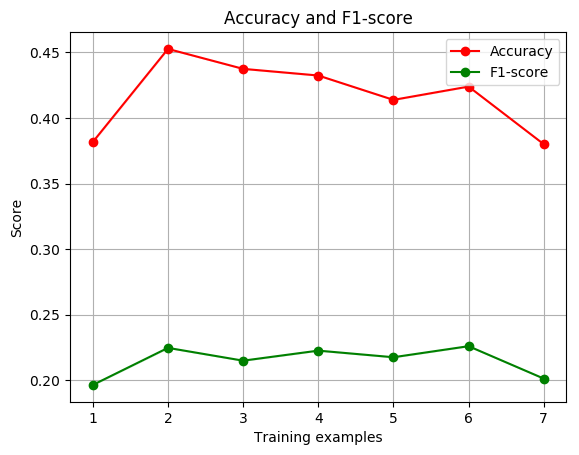 Accuracy and F1-score
Accuracy
F1-score
Score
0.45
0.40
0.35
0.30
0.25
0.20
1 2 3 4 5 6 7
Training examples